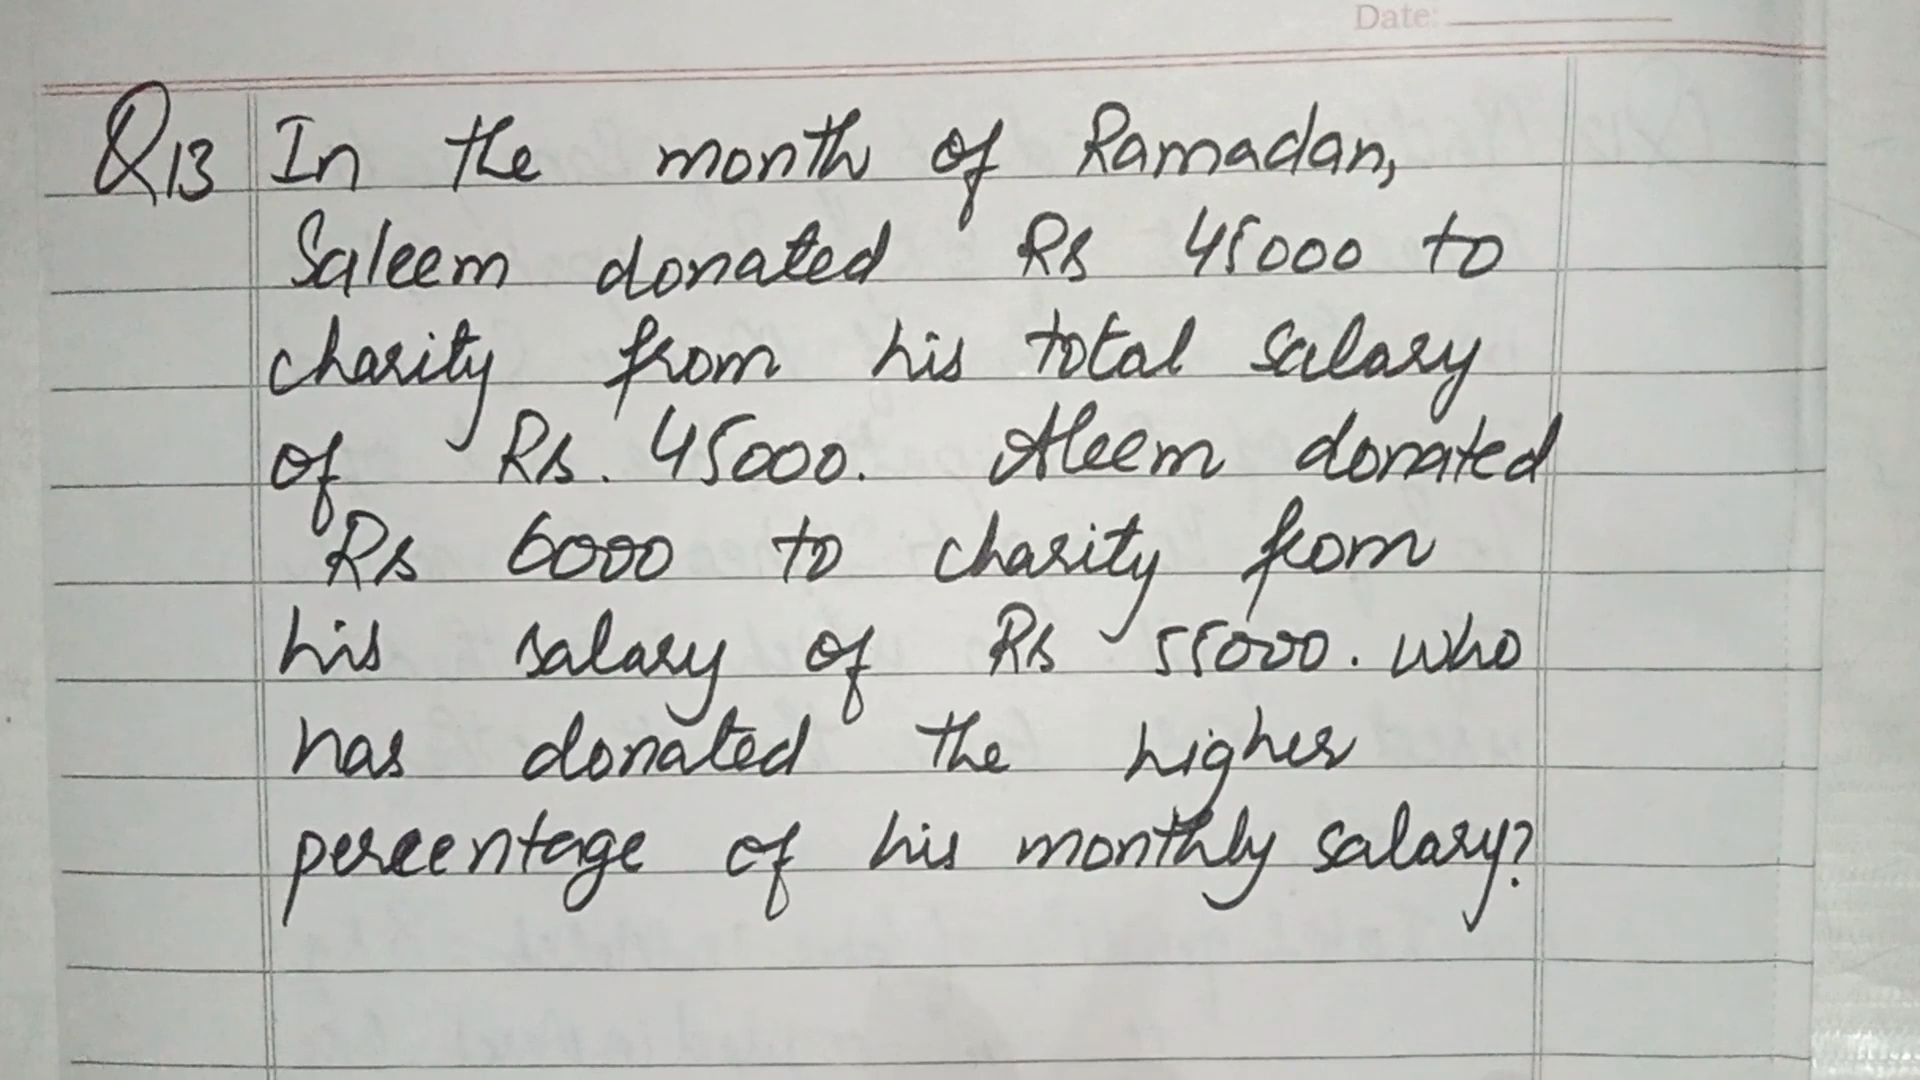 Date:
Q13 In the month of Ramadan,
Saleem donated Rs 45000 to
charity from his total salary
of Rs. 45000. Aleem donated
Rs 6000 to charity from
his salary of Rs 55000. who
has donated the higher
percentage of his monthly salary?